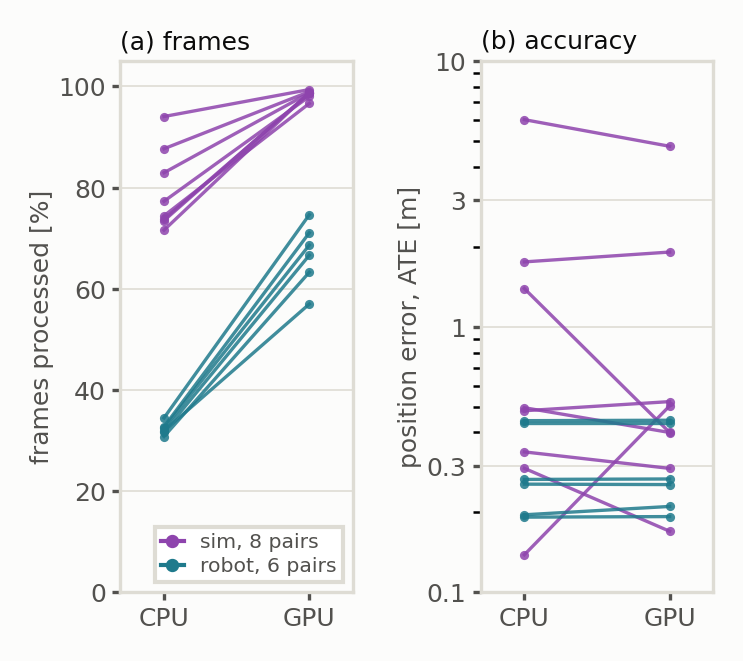 (a) frames
(b) accuracy
frames processed [%]
100
80
60
40
20
0
sim, 8 pairs
robot, 6 pairs
CPU
GPU
position error, ATE [m]
10
3
1
0.3
0.1
CPU
GPU